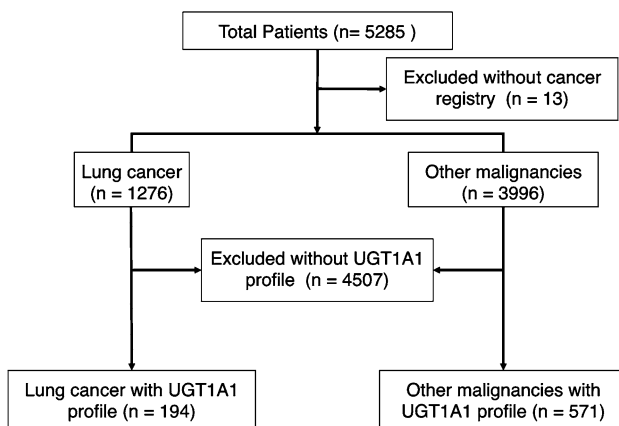 Total Patients (n= 5285 )
Excluded without cancer
registry (n = 13)
Lung cancer
(n = 1276)
Other malignancies
(n = 3996)
Excluded without UGT1A1
profile (n = 4507)
Lung cancer with UGT1A1
profile (n = 194)
Other malignancies with
UGT1A1 profile (n = 571)